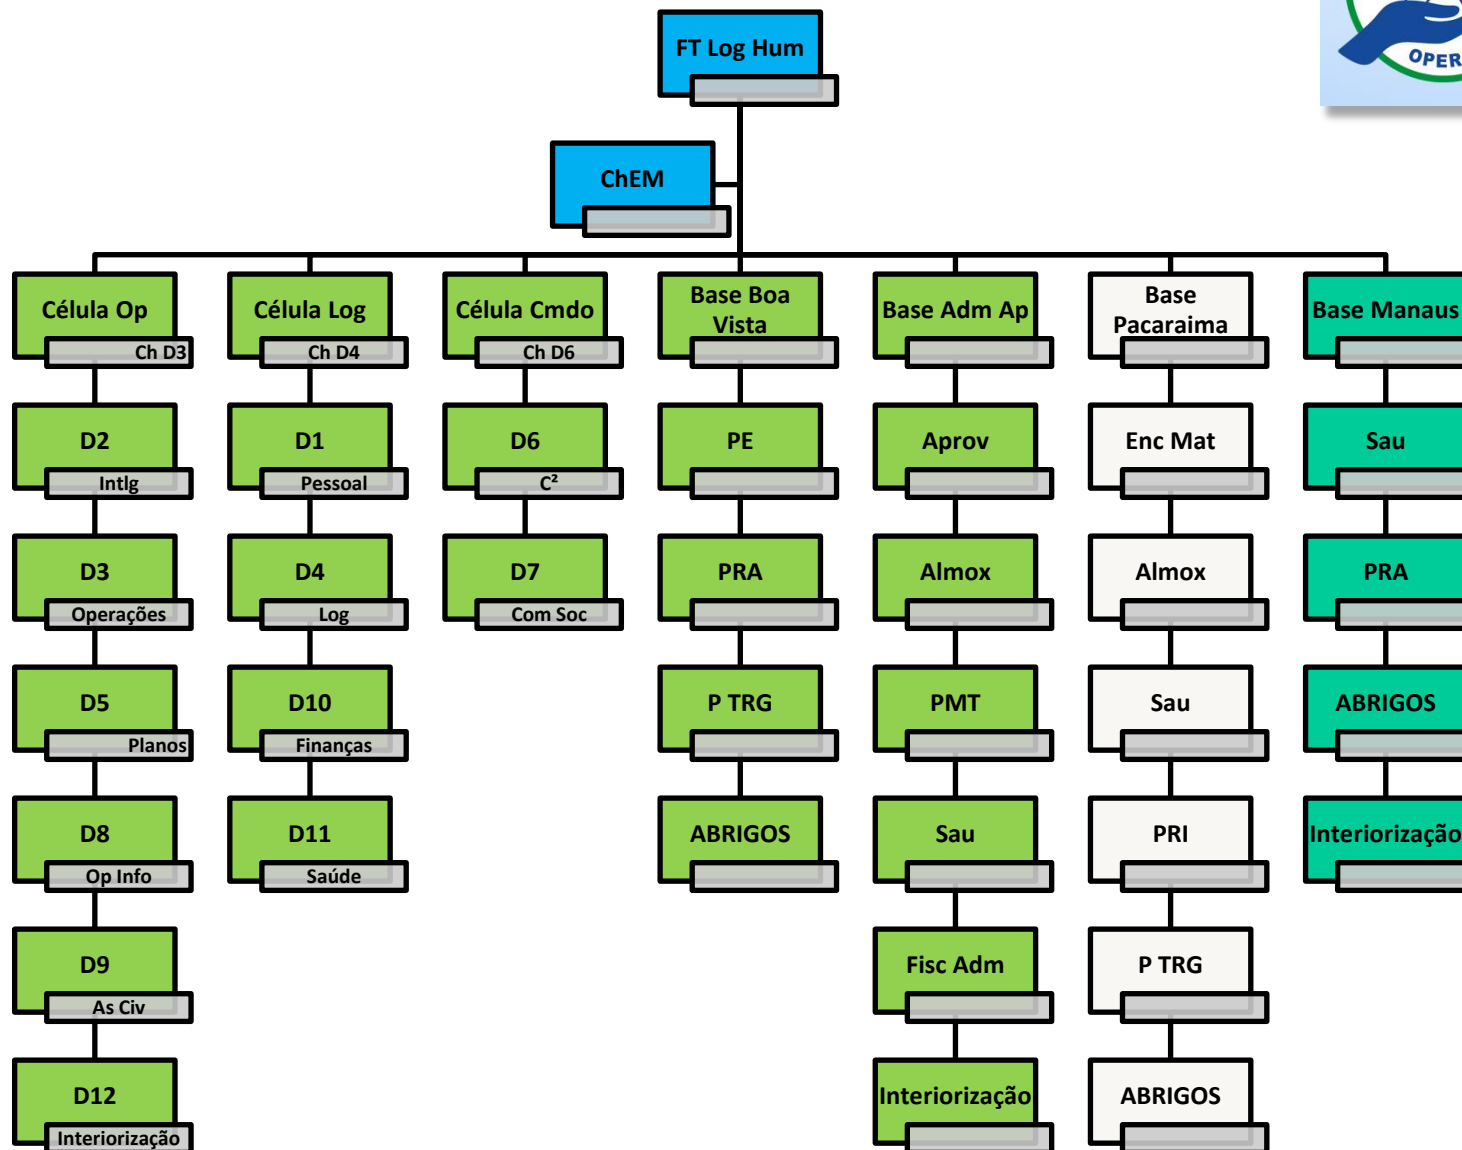 FT Log Hum
OPER
ChEM
Célula Op
Ch D3
Célula Log
Ch D4
Célula Cmdo
Ch D6
Base Boa
Vista
Base Adm Ap
Base
Pacaraima
Base Manaus
D2
Intlg
D1
Pessoal
D6
C²
PE
Aprov
Enc Mat
Sau
D3
Operações
D4
Log
D7
Com Soc
PRA
Almox
Almox
PRA
D5
Planos
D10
Finanças
P TRG
PMT
Sau
ABRIGOS
D8
Op Info
D11
Saúde
ABRIGOS
Sau
PRI
Interiorização
D9
As Civ
Fisc Adm
P TRG
D12
Interiorização
Interiorização
ABRIGOS